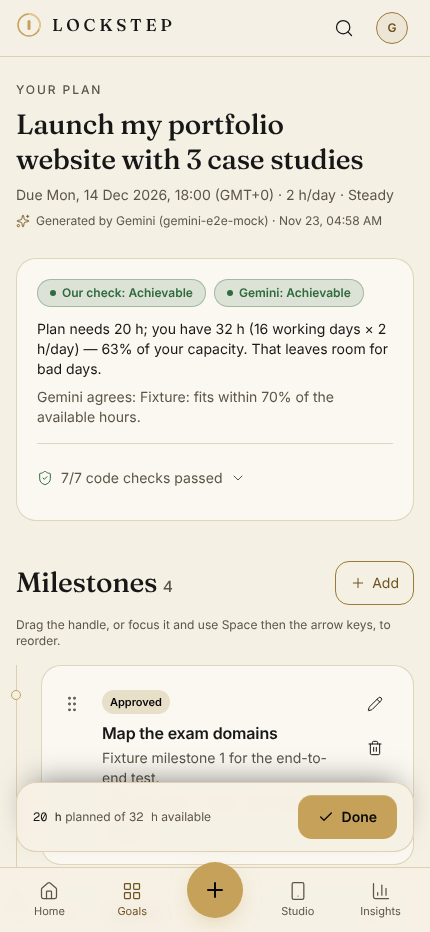 LOCKSTEP
G
YOUR PLAN
Launch my portfolio
website with 3 case studies
Due Mon, 14 Dec 2026, 18:00 (GMT+0) · 2 h/day · Steady
Generated by Gemini (gemini-e2e-mock) · Nov 23, 04:58 AM
Our check: Achievable
Gemini: Achievable
Plan needs 20 h; you have 32 h (16 working days × 2
h/day) — 63% of your capacity. That leaves room for
bad days.
Gemini agrees: Fixture: fits within 70% of the
available hours.
7/7 code checks passed
Milestones 4
Add
Drag the handle, or focus it and use Space then the arrow keys, to
reorder.
Approved
Map the exam domains
Fixture milestone 1 for the end-to-
end test.
20 h planned of 32 h available
Done
Home
Goals
Studio
Insights